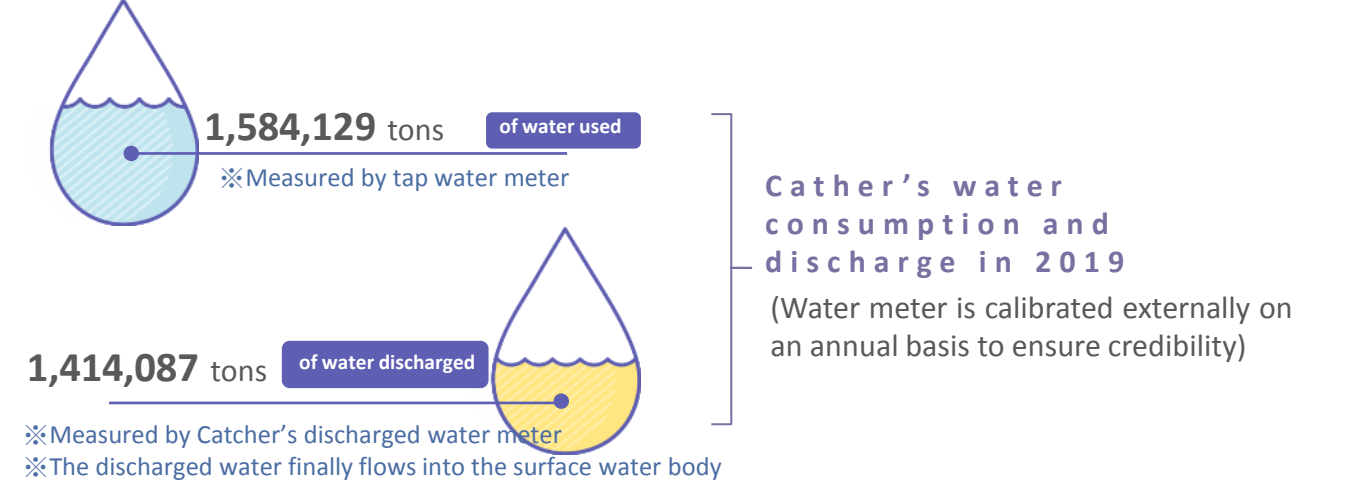 1,584,129 tons of water used
※Measured by tap water meter
1,414,087 tons of water discharged
※Measured by Catcher’s discharged water meter
※The discharged water finally flows into the surface water body
Cather’s water
consumption and
discharge in 2019
(Water meter is calibrated externally on
an annual basis to ensure credibility)